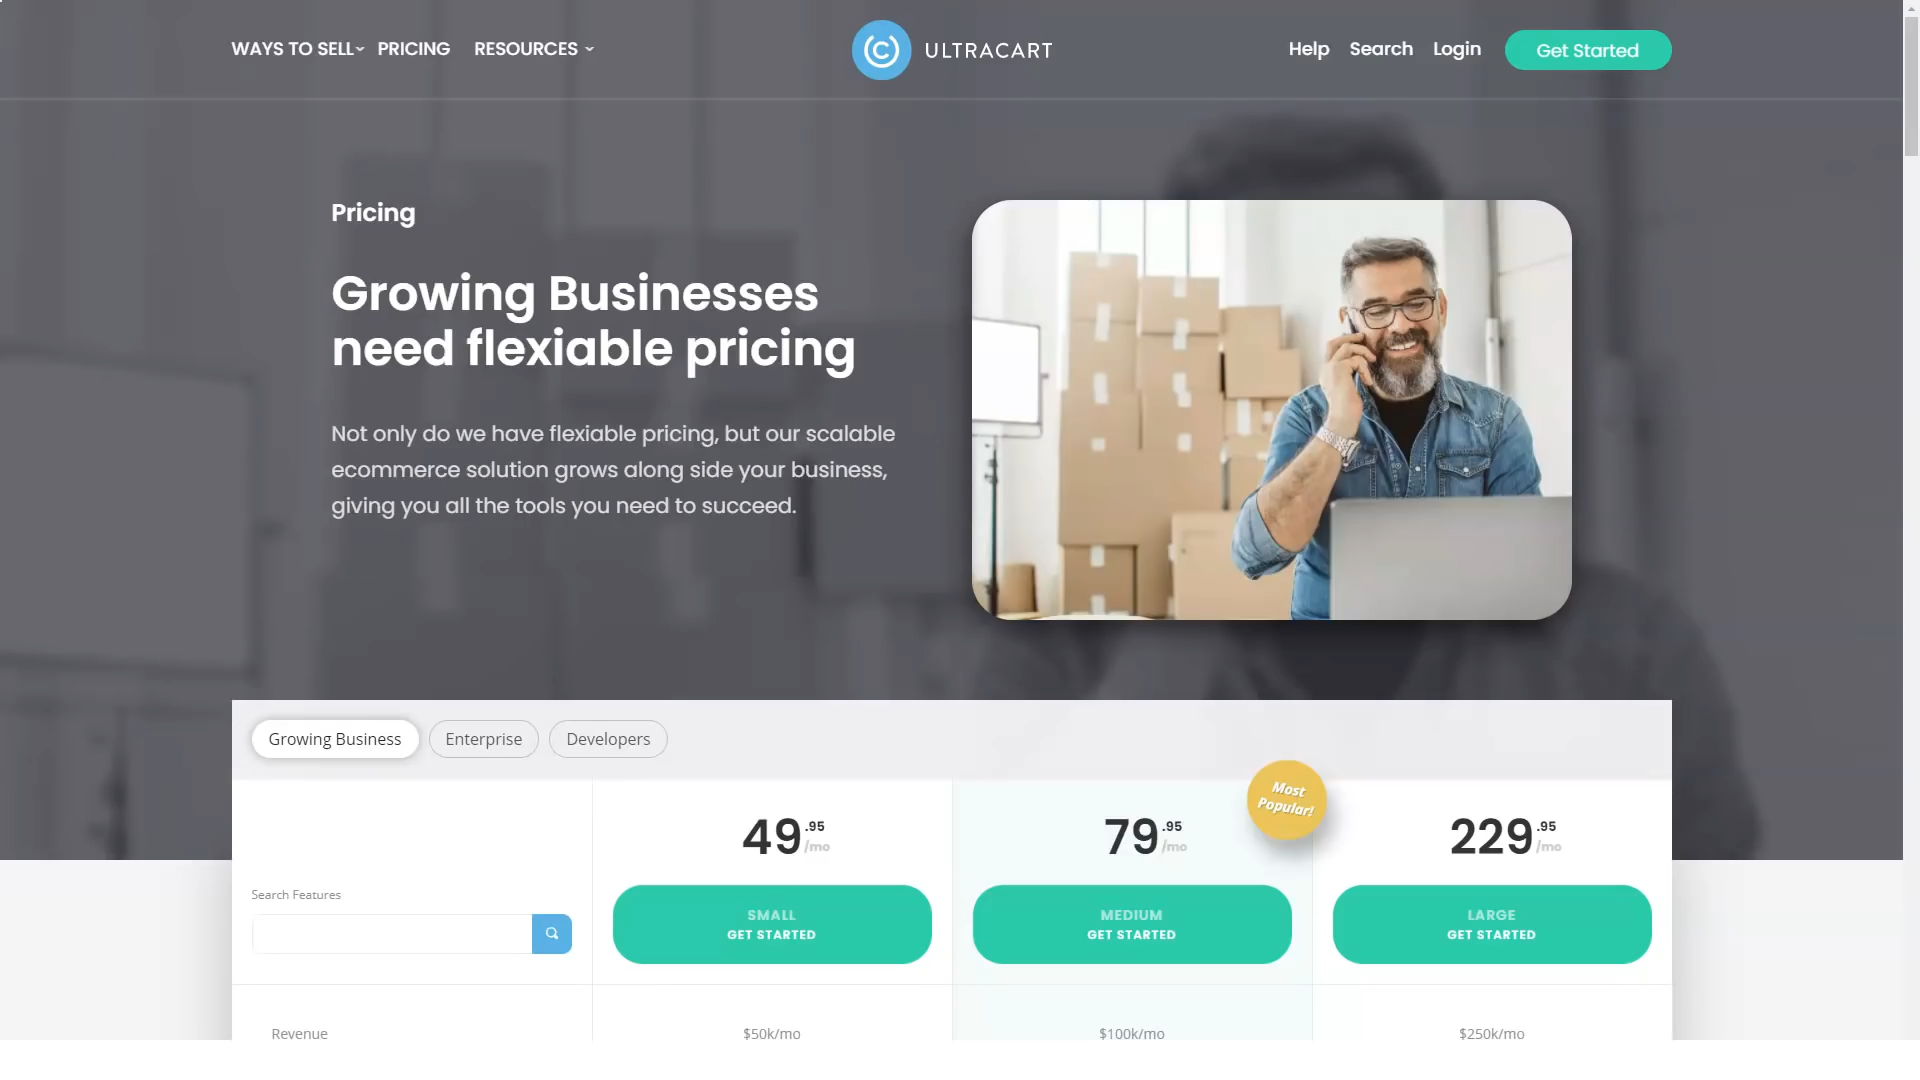 WAYS TO SELL PRICING RESOURCES
ULTRACART
Help Search Login Get Started
Pricing
Growing Businesses
need flexiable pricing
Not only do we have flexiable pricing, but our scalable
ecommerce solution grows along side your business,
giving you all the tools you need to succeed.
Growing Business Enterprise Developers
Most
Popular!
49 .95 /mo
79 .95 /mo
229 .95 /mo
Search Features
SMALL
GET STARTED
MEDIUM
GET STARTED
LARGE
GET STARTED
Revenue $50k/mo $100k/mo $250k/mo